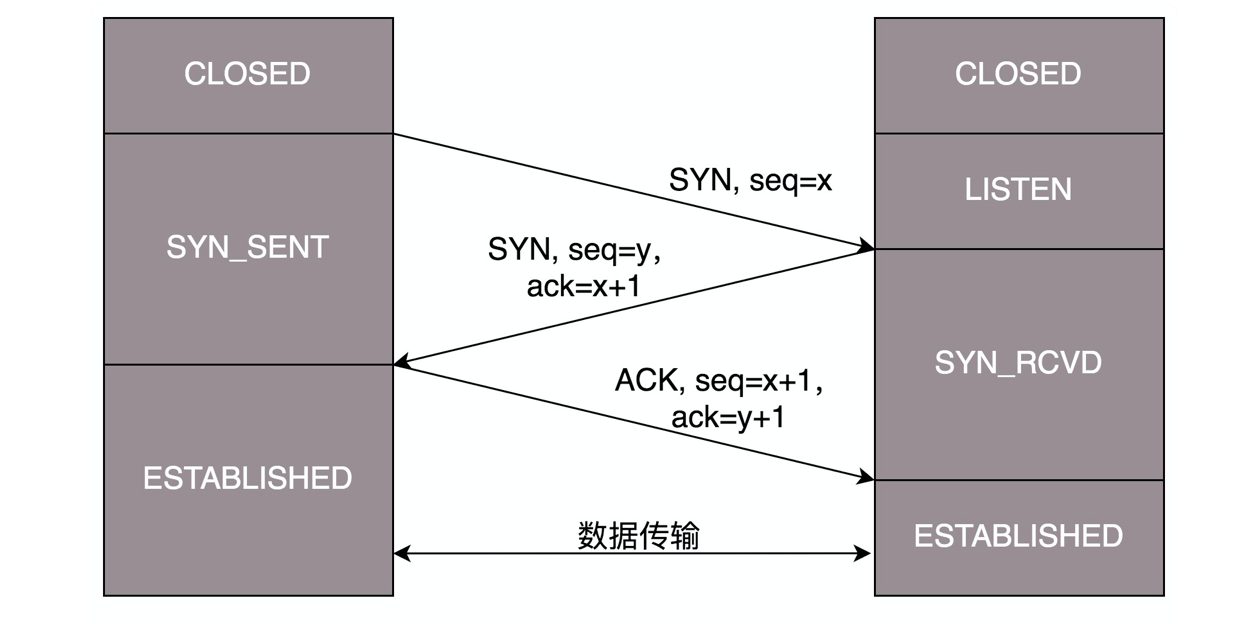 CLOSED
CLOSED
SYN, seq=x
LISTEN
SYN_SENT
SYN, seq=y,
ack=x+1
SYN_RCVD
ACK, seq=x+1,
ack=y+1
ESTABLISHED
数据传输
ESTABLISHED